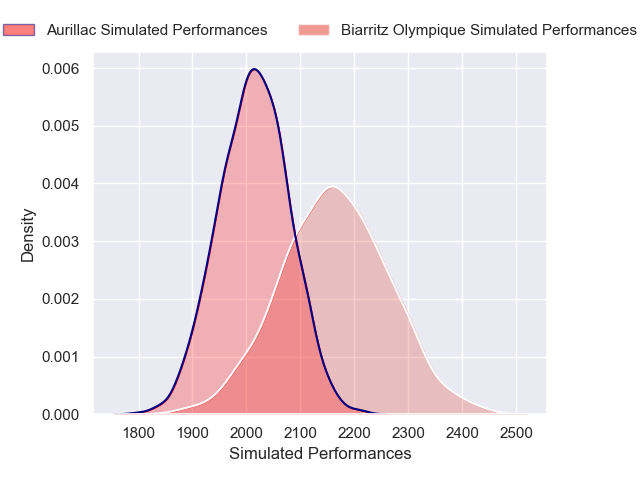 Aurillac Simulated Performances
Biarritz Olympique Simulated Performances
0.006
0.005
0.004
0.003
0.002
0.001
0.000
Density
1800 1900 2000 2100 2200 2300 2400 2500
Simulated Performances